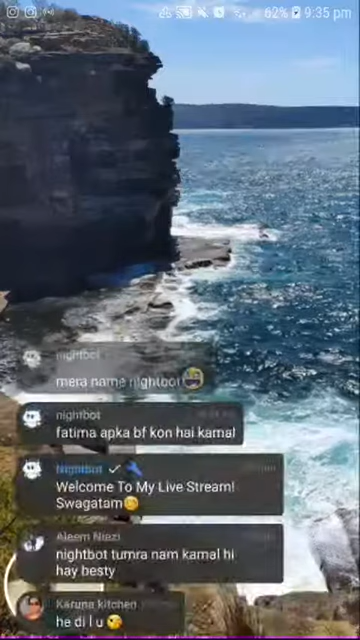 62% 9:35 pm
nightbot
mera name nightbot
nightbot
fatima apka bf kon hai kamal
Nightbot
Welcome To My Live Stream!
Swagatam
Aleem Niazi
nightbot tumra nam kamal hi
hay besty
Karuna kitchen
he di l u